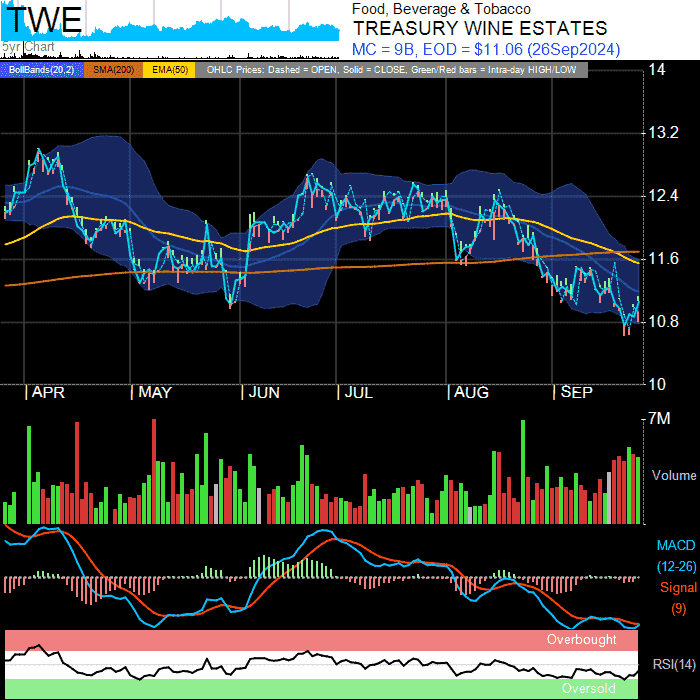 TWE
5yr Chart
Food, Beverage & Tobacco
TREASURY WINE ESTATES
MC = 9B, EOD = $11.06 (26Sep2024)
BollBands(20,2) SMA(200) EMA(50) OHLC Prices: Dashed = OPEN, Solid = CLOSE, Green/Red bars = Intra-day HIGH/LOW
14
13.2
12.4
11.6
10.8
10
APR MAY JUN JUL AUG SEP
7M
Volume
MACD
(12-26)
Signal
(9)
Overbought
RSI(14)
Oversold